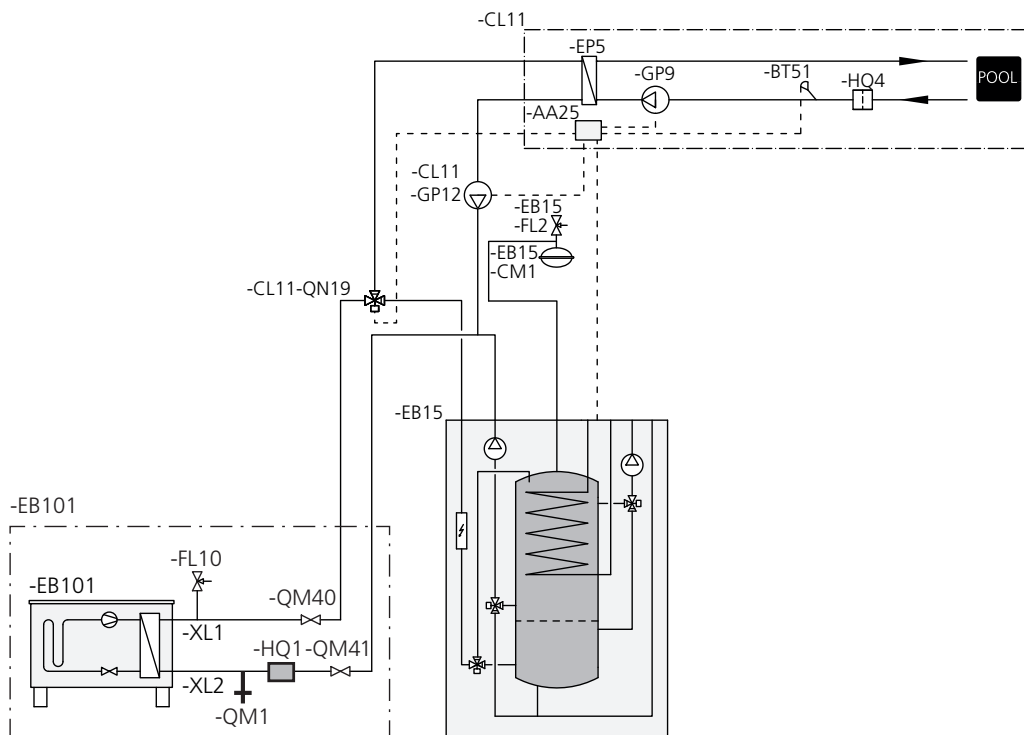 -CL11
-EP5
-GP9
-BT51
-HQ4
POOL
-AA25
-CL11
-GP12
-EB15
-FL2
-EB15
-CM1
-CL11-QN19
-EB15
-EB101
-FL10
-EB101
-QM40
-XL1
-HQ1 -QM41
-XL2
-QM1